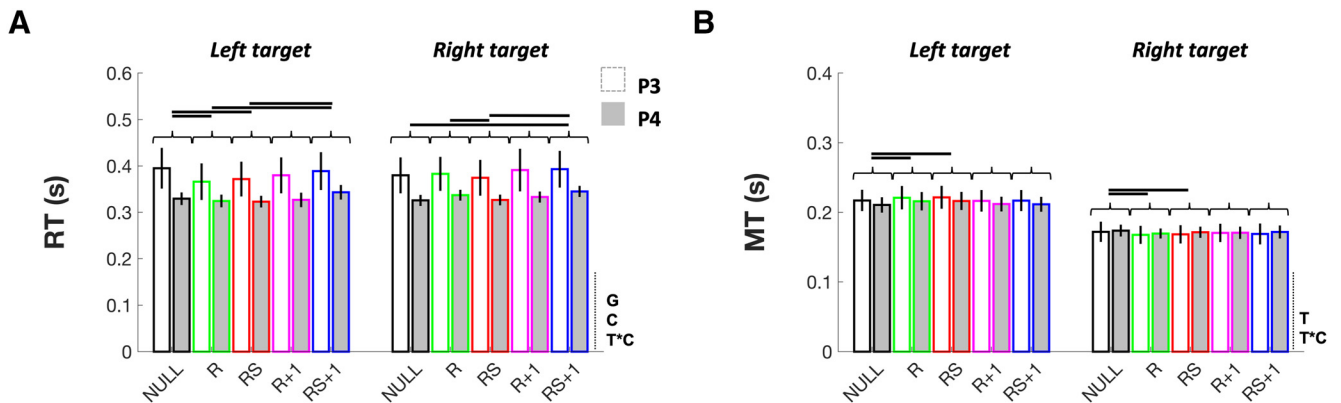 A
Left target
Right target
RT (s)
0.6
0.5
0.4
0.3
0.2
0.1
0
P3
P4
G
C
T*C
NULL
R
RS
R+1
RS+1
NULL
R
RS
R+1
RS+1
B
Left target
Right target
MT (s)
0.4
0.3
0.2
0.1
0
T
T*C
NULL
R
RS
R+1
RS+1
NULL
R
RS
R+1
RS+1